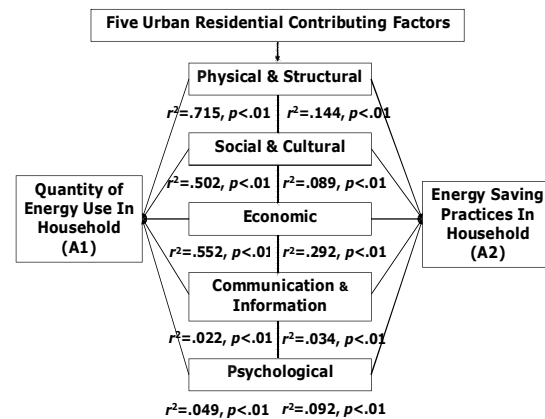 Five Urban Residential Contributing Factors
Physical & Structural
r²=.715, p<.01 r²=.144, p<.01
Social & Cultural
r²=.502, p<.01 r²=.089, p<.01
Quantity of
Energy Use In
Household
(A1)
Economic
Energy Saving
Practices In
Household
(A2)
r²=.552, p<.01 r²=.292, p<.01
Communication &
Information
r²=.022, p<.01 r²=.034, p<.01
Psychological
r²=.049, p<.01 r²=.092, p<.01